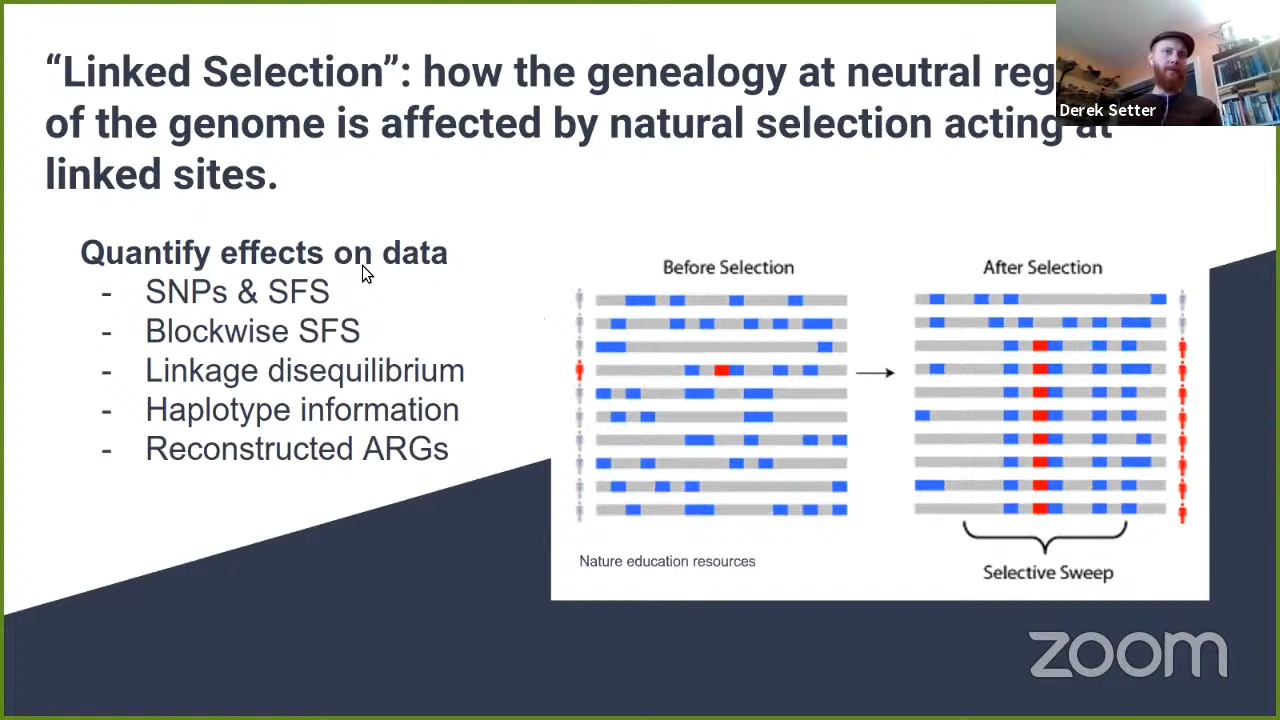 “Linked Selection”: how the genealogy at neutral reg
of the genome is affected by natural selection acting at
linked sites.
Derek Setter
Quantify effects on data
- SNPs & SFS
- Blockwise SFS
- Linkage disequilibrium
- Haplotype information
- Reconstructed ARGs
Before Selection
After Selection
Nature education resources
Selective Sweep
zoom